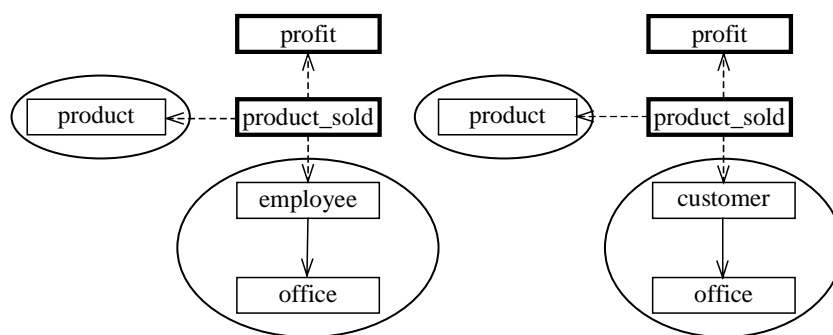 profit
product
product_sold
employee
office
profit
product
product_sold
customer
office